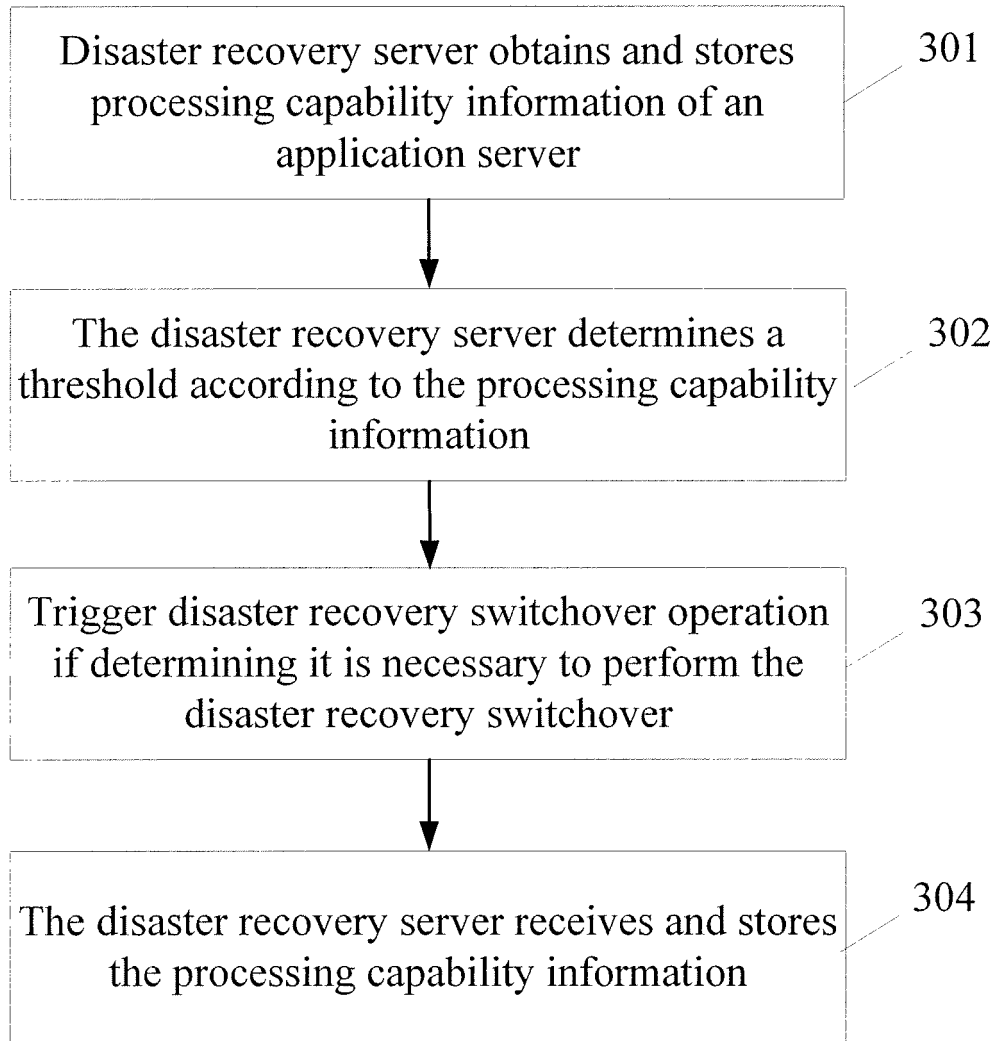 Disaster recovery server obtains and stores
processing capability information of an
application server
301
The disaster recovery server determines a
threshold according to the processing capability
information
302
Trigger disaster recovery switchover operation
if determining it is necessary to perform the
disaster recovery switchover
303
The disaster recovery server receives and stores
the processing capability information
304